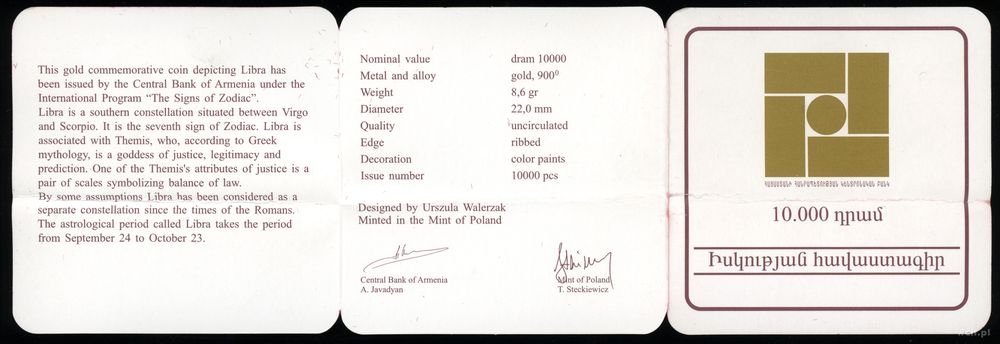 This gold commemorative coin depicting Libra has
been issued by the Central Bank of Armenia under the
International Program “The Signs of Zodiac”.
Libra is a southern constellation situated between Virgo
and Scorpio. It is the seventh sign of Zodiac. Libra is
associated with Themis, who, according to Greek
mythology, is a goddess of justice, legitimacy and
prediction. One of the Themis's attributes of justice is a
pair of scales symbolizing balance of law.
By some assumptions Libra has been considered as a
separate constellation since the times of the Romans.
The astrological period called Libra takes the period
from September 24 to October 23.
Nominal value dram 10000
Metal and alloy gold, 900⁰
Weight 8,6 gr
Diameter 22,0 mm
Quality uncirculated
Edge ribbed
Decoration color paints
Issue number 10000 pcs
Designed by Urszula Walerzak
Minted in the Mint of Poland
Central Bank of Armenia
A. Javadyan
Mint of Poland
T. Steckiewicz
ՀԱՅԱՍՏԱՆԻ ՀԱՆՐԱՊԵՏՈՒԹՅԱՆ ԿԵՆՏՐՈՆԱԿԱՆ ԲԱՆԿ
10.000 դրամ
Իսկության հավաստագիր